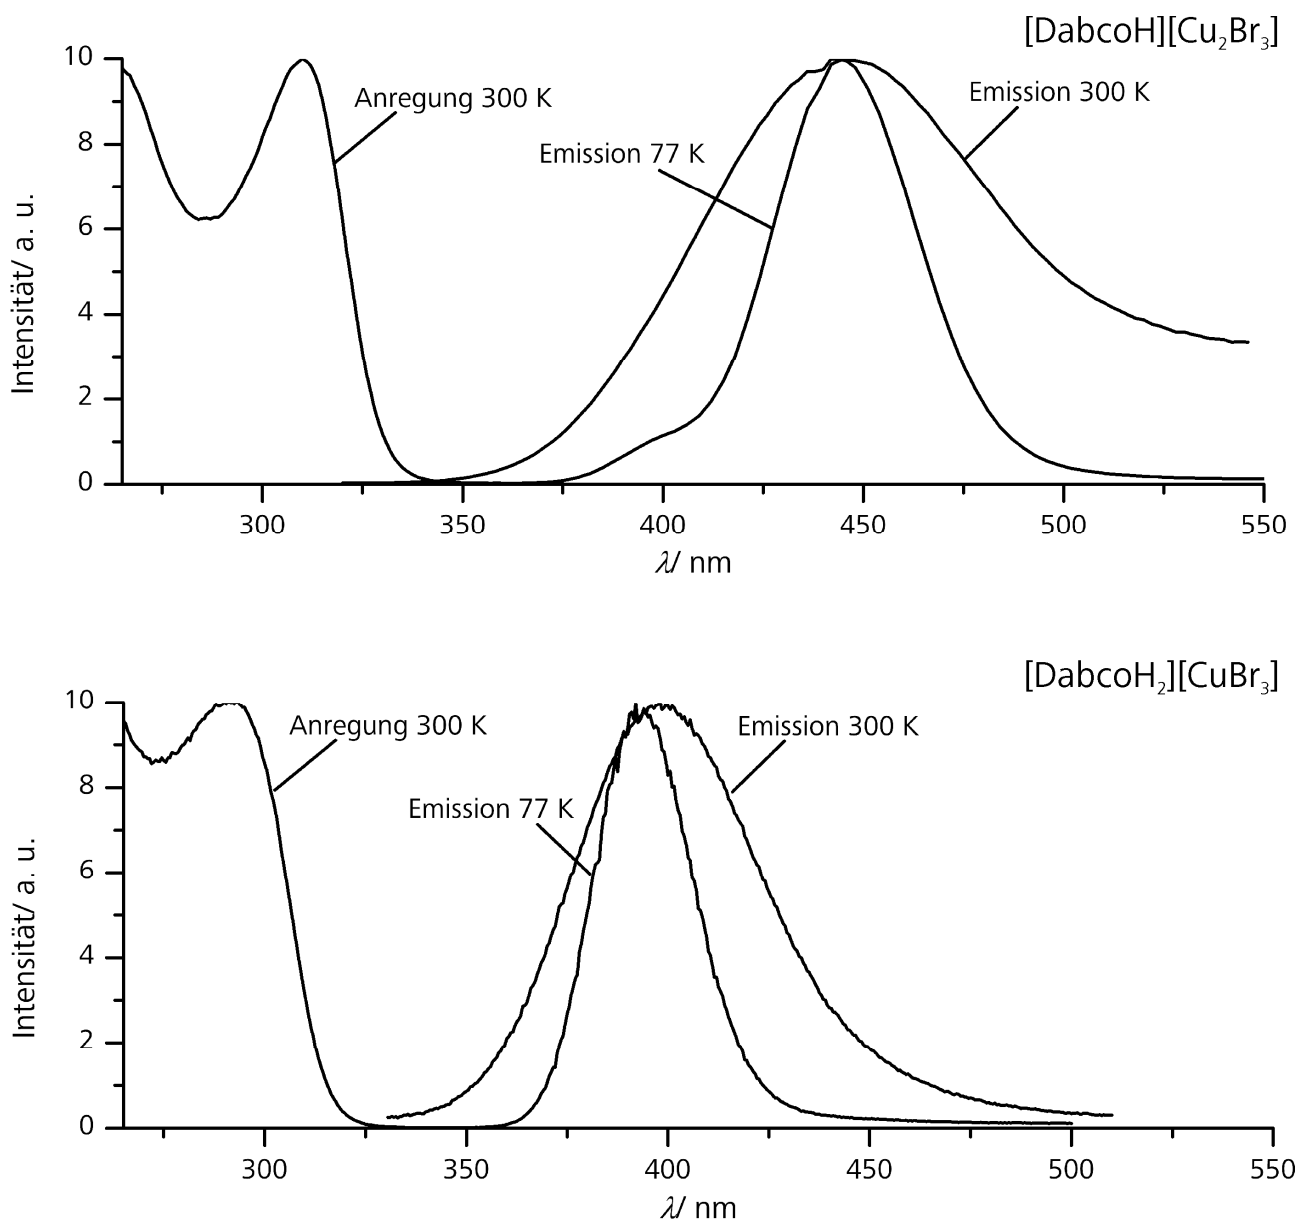 [DabcoH][Cu₂Br₃]
10
Anregung 300 K
Emission 300 K
8
Emission 77 K
6
Intensität/ a. u.
4
2
0
300 350 400 450 500 550
λ/ nm
[DabcoH₂][CuBr₃]
10
Anregung 300 K
Emission 300 K
8
Emission 77 K
6
Intensität/ a. u.
4
2
0
300 350 400 450 500 550
λ/ nm